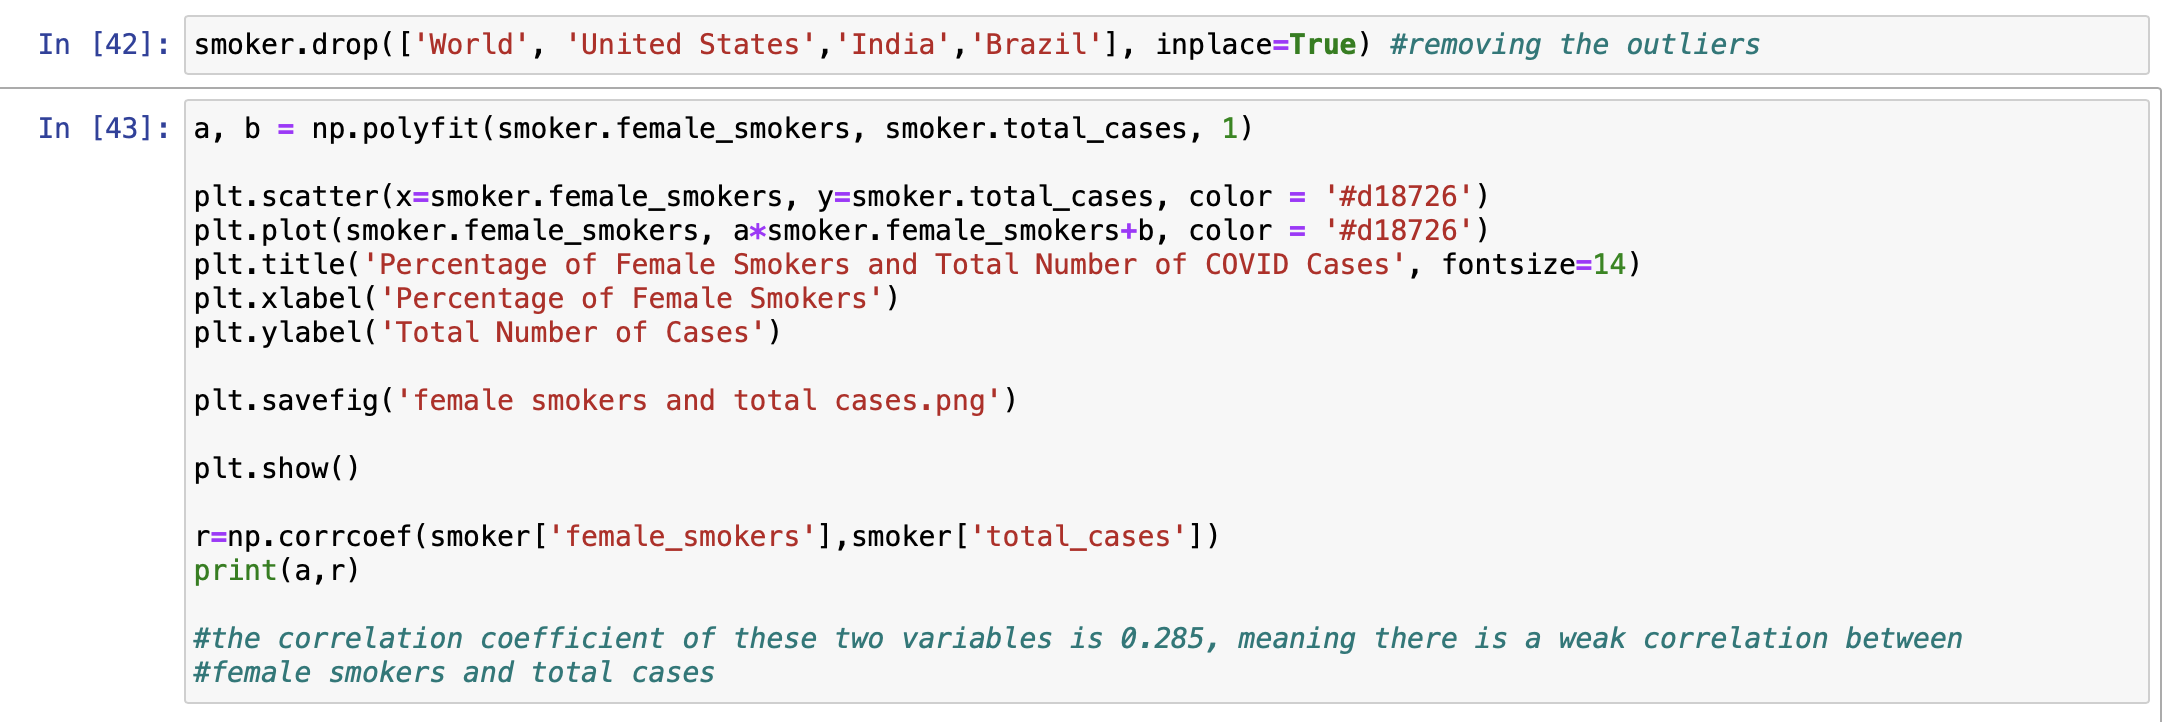 In [42]: smoker.drop(['World', 'United States','India','Brazil'], inplace=True) #removing the outliers
In [43]: a, b = np.polyfit(smoker.female_smokers, smoker.total_cases, 1)
plt.scatter(x=smoker.female_smokers, y=smoker.total_cases, color = '#d18726')
plt.plot(smoker.female_smokers, a*smoker.female_smokers+b, color = '#d18726')
plt.title('Percentage of Female Smokers and Total Number of COVID Cases', fontsize=14)
plt.xlabel('Percentage of Female Smokers')
plt.ylabel('Total Number of Cases')
plt.savefig('female smokers and total cases.png')
plt.show()
r=np.corrcoef(smoker['female_smokers'],smoker['total_cases'])
print(a,r)
#the correlation coefficient of these two variables is 0.285, meaning there is a weak correlation between
#female smokers and total cases